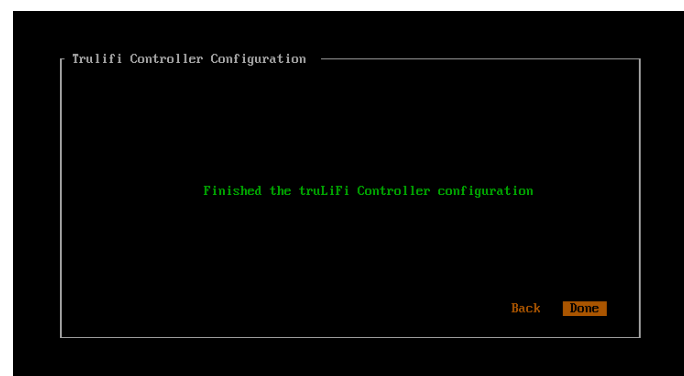 Trulifi Controller Configuration
Finished the truLiFi Controller configuration
Back Done